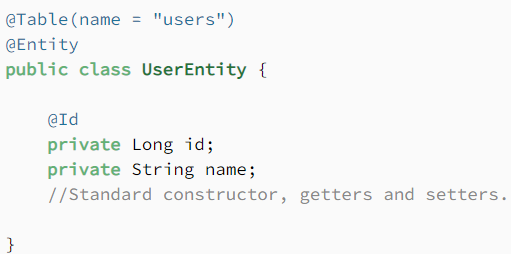 @Table(name = "users")
@Entity
public class UserEntity {
@Id
private Long id;
private String name;
//Standard constructor, getters and setters.
}